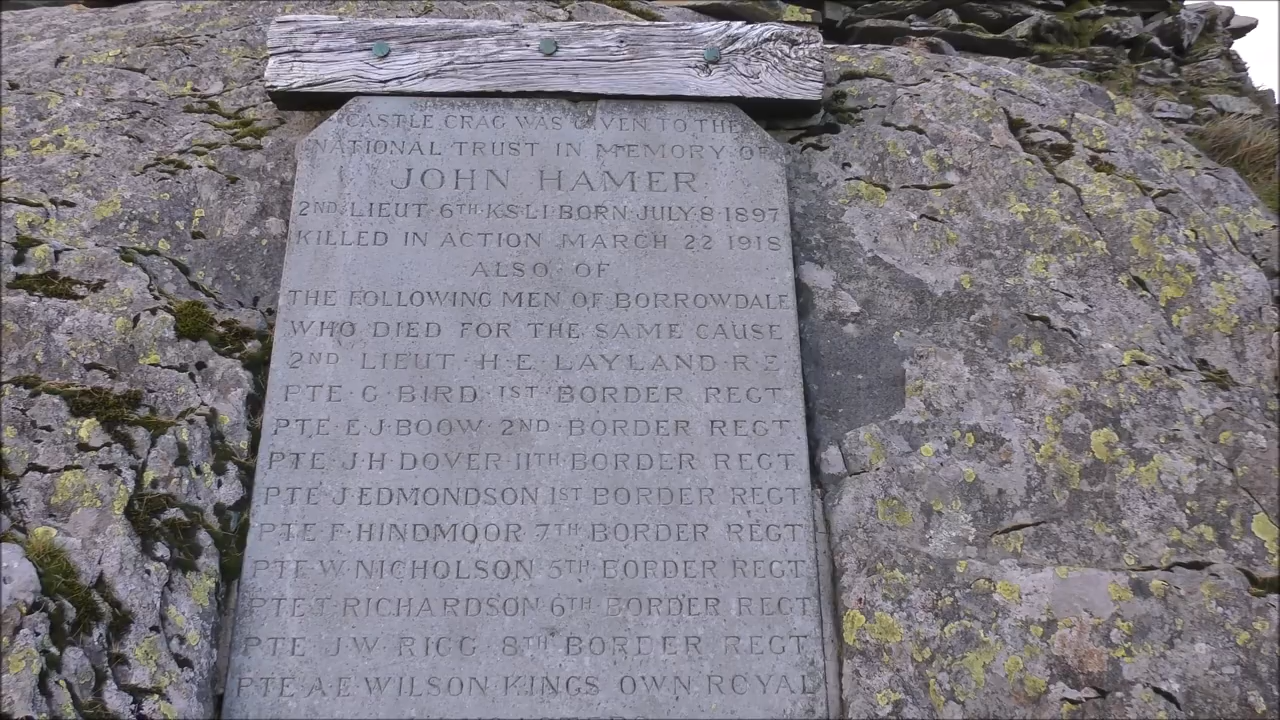 CASTLE CRAG WAS GIVEN TO THE
NATIONAL TRUST IN MEMORY OF
JOHN HAMER
2ND LIEUT·6TH·KSLI·BORN·JULY·8·1897
KILLED IN ACTION MARCH 22 1918
ALSO OF
THE FOLLOWING MEN OF BORROWDALE
WHO DIED FOR THE SAME CAUSE
2ND LIEUT·H·E·LAYLAND·R·E
PTE·G·BIRD·1ST·BORDER REGT
PTE·E·J·BOOW·2ND·BORDER REGT
PTE·J·H·DOVER·11TH·BORDER REGT
PTE·J·EDMONDSON·1ST·BORDER REGT
PTE·F·HINDMOOR·7TH·BORDER REGT
PTE·W·NICHOLSON·5TH·BORDER REGT
PTE·T·RICHARDSON·6TH·BORDER REGT
PTE·J·W·RIGG·8TH·BORDER REGT
PTE·A·E·WILSON·KINGS OWN ROYAL